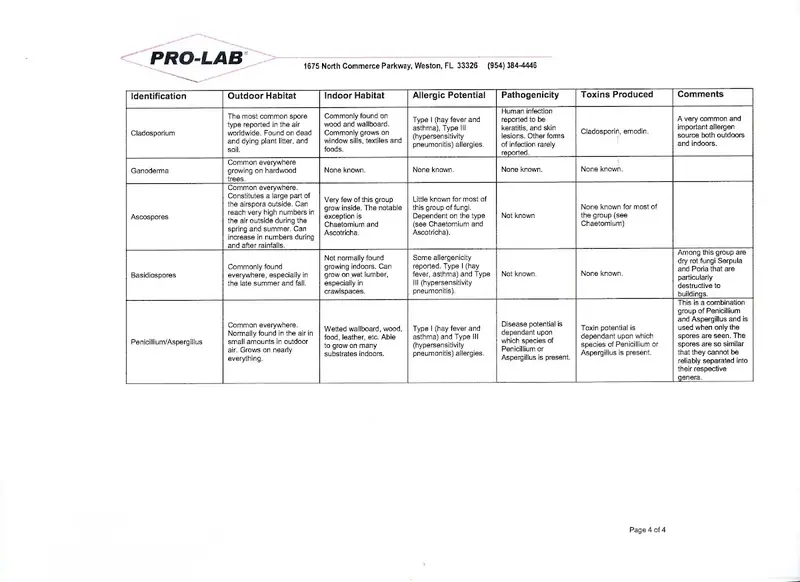 PRO-LAB®
1675 North Commerce Parkway, Weston, FL 33326 (954) 384-4446
Identification
Outdoor Habitat
Indoor Habitat
Allergic Potential
Pathogenicity
Toxins Produced
Comments
Cladosporium
The most common spore
type reported in the air
worldwide. Found on dead
and dying plant litter, and
soil.
Commonly found on
wood and wallboard.
Commonly grows on
window sills, textiles and
foods.
Type I (hay fever and
asthma), Type III
(hypersensitivity
pneumonitis) allergies.
Human infection
reported to be
keratitis, and skin
lesions. Other forms
of infection rarely
reported.
Cladosporin, emodin.
A very common and
important allergen
source both outdoors
and indoors.
Ganoderma
Common everywhere
growing on hardwood
trees.
None known.
None known.
None known.
None known.
Ascospores
Common everywhere.
Constitutes a large part of
the airspora outside. Can
reach very high numbers in
the air outside during the
spring and summer. Can
increase in numbers during
and after rainfalls.
Very few of this group
grow inside. The notable
exception is
Chaetomium and
Ascotricha.
Little known for most of
this group of fungi.
Dependent on the type
(see Chaetomium and
Ascotricha).
Not known
None known for most of
the group (see
Chaetomium)
Basidiospores
Commonly found
everywhere, especially in
the late summer and fall.
Not normally found
growing indoors. Can
grow on wet lumber,
especially in
crawlspaces.
Some allergenicity
reported. Type I (hay
fever, asthma) and Type
III (hypersensitivity
pneumonitis).
Not known.
None known.
Among this group are
dry rot fungi Serpula
and Poria that are
particularly
destructive to
buildings.
Penicillium/Aspergillus
Common everywhere.
Normally found in the air in
small amounts in outdoor
air. Grows on nearly
everything.
Wetted wallboard, wood,
food, leather, etc. Able
to grow on many
substrates indoors.
Type I (hay fever and
asthma) and Type III
(hypersensitivity
pneumonitis) allergies.
Disease potential is
dependant upon
which species of
Penicillium or
Aspergillus is present.
Toxin potential is
dependant upon which
species of Penicillium or
Aspergillus is present.
This is a combination
group of Penicillium
and Aspergillus and is
used when only the
spores are seen. The
spores are so similar
that they cannot be
reliably separated into
their respective
genera.
Page 4 of 4